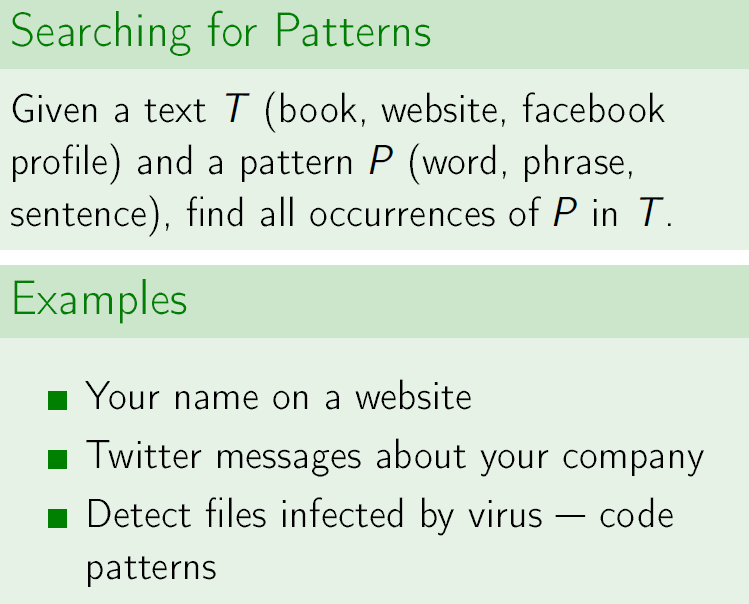 Searching for Patterns
Given a text T (book, website, facebook
profile) and a pattern P (word, phrase,
sentence), find all occurrences of P in T.
Examples
Your name on a website
Twitter messages about your company
Detect files infected by virus — code
patterns